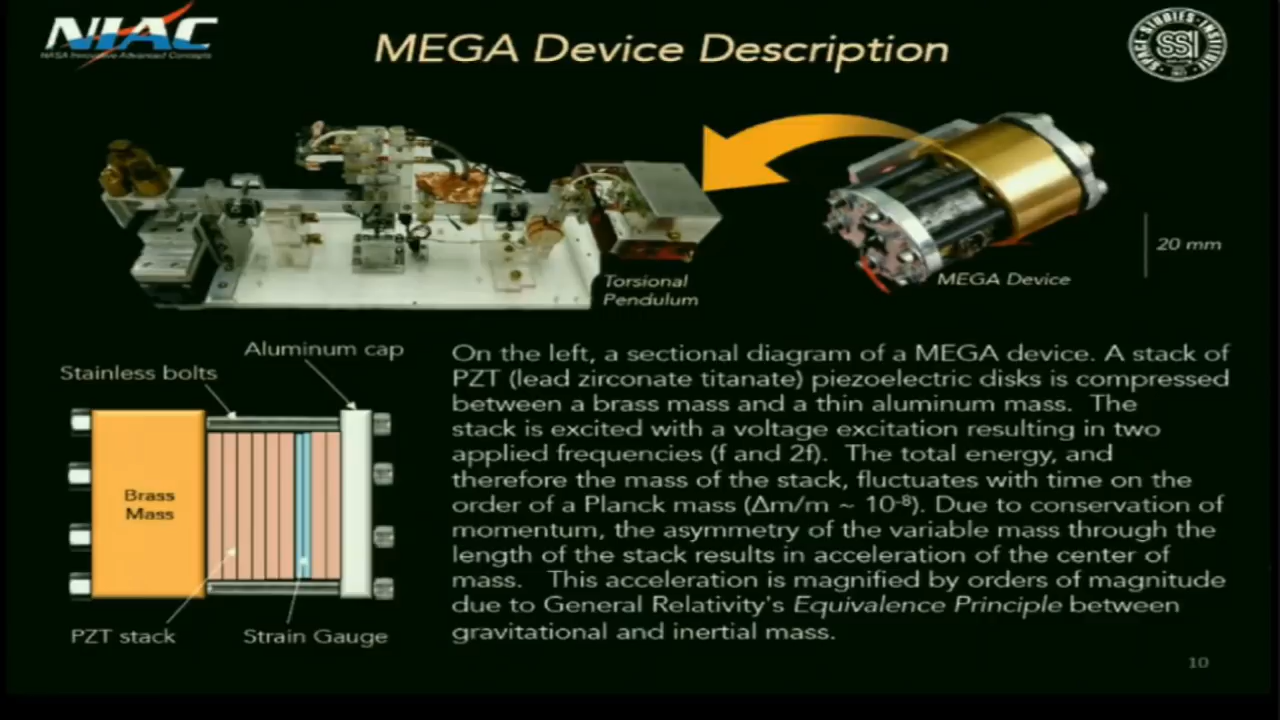 NIAC
NASA Innovative Advanced Concepts
MEGA Device Description
SPACE STUDIES INSTITUTE
SSI
20 mm
MEGA Device
Torsional
Pendulum
Aluminum cap
Stainless bolts
Brass
Mass
PZT stack
Strain Gauge
On the left, a sectional diagram of a MEGA device. A stack of
PZT (lead zirconate titanate) piezoelectric disks is compressed
between a brass mass and a thin aluminum mass. The
stack is excited with a voltage excitation resulting in two
applied frequencies (f and 2f). The total energy, and
therefore the mass of the stack, fluctuates with time on the
order of a Planck mass (Δm/m ~ 10⁻⁸). Due to conservation of
momentum, the asymmetry of the variable mass through the
length of the stack results in acceleration of the center of
mass. This acceleration is magnified by orders of magnitude
due to General Relativity's Equivalence Principle between
gravitational and inertial mass.
10